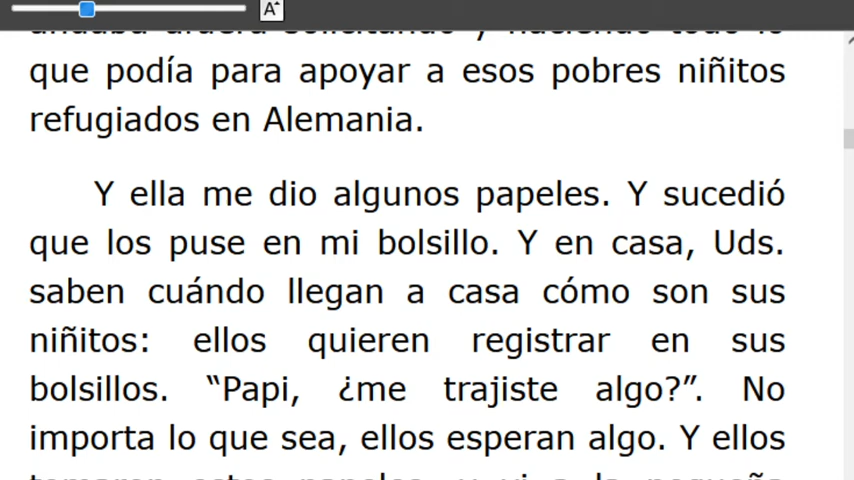 A
que podía para apoyar a esos pobres niñitos
refugiados en Alemania.
Y ella me dio algunos papeles. Y sucedió
que los puse en mi bolsillo. Y en casa, Uds.
saben cuándo llegan a casa cómo son sus
niñitos: ellos quieren registrar en sus
bolsillos. “Papi, ¿me trajiste algo?”. No
importa lo que sea, ellos esperan algo. Y ellos